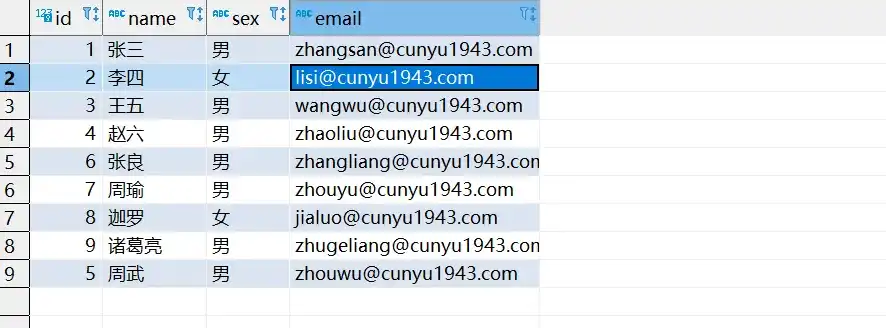 123 id ABC name ABC sex ABC email
1 1 张三 男 zhangsan@cunyu1943.com
2 2 李四 女 lisi@cunyu1943.com
3 3 王五 男 wangwu@cunyu1943.com
4 4 赵六 男 zhaoliu@cunyu1943.com
5 6 张良 男 zhangliang@cunyu1943.com
6 7 周瑜 男 zhouyu@cunyu1943.com
7 8 迦罗 女 jialuo@cunyu1943.com
8 9 诸葛亮 男 zhugeliang@cunyu1943.com
9 5 周武 男 zhouwu@cunyu1943.com